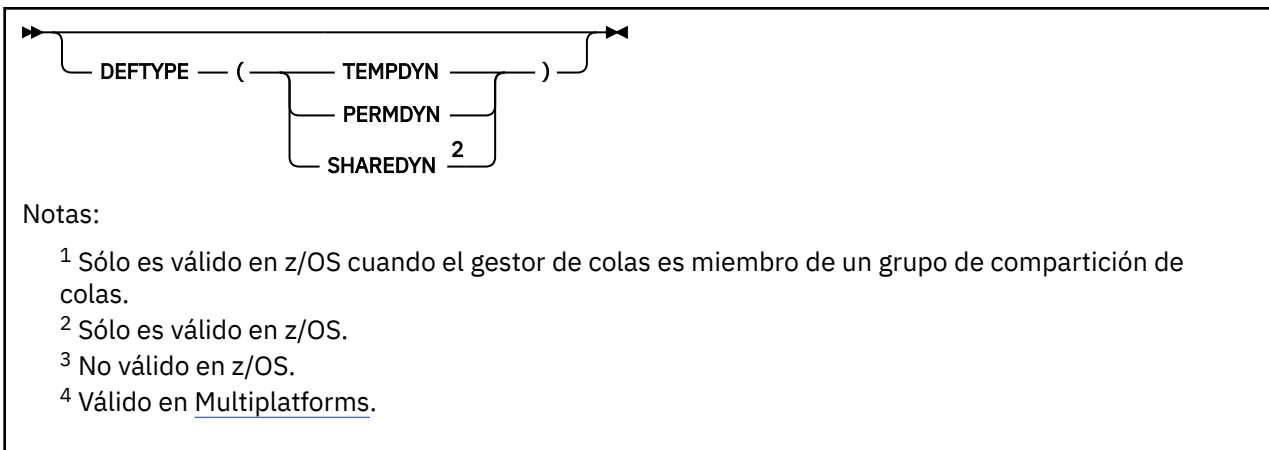 DEFTYPE ( TEMPDYN )
PERMDYN
SHAREDYN 2
Notas:
1 Sólo es válido en z/OS cuando el gestor de colas es miembro de un grupo de compartición de
colas.
2 Sólo es válido en z/OS.
3 No válido en z/OS.
4 Válido en Multiplatforms.